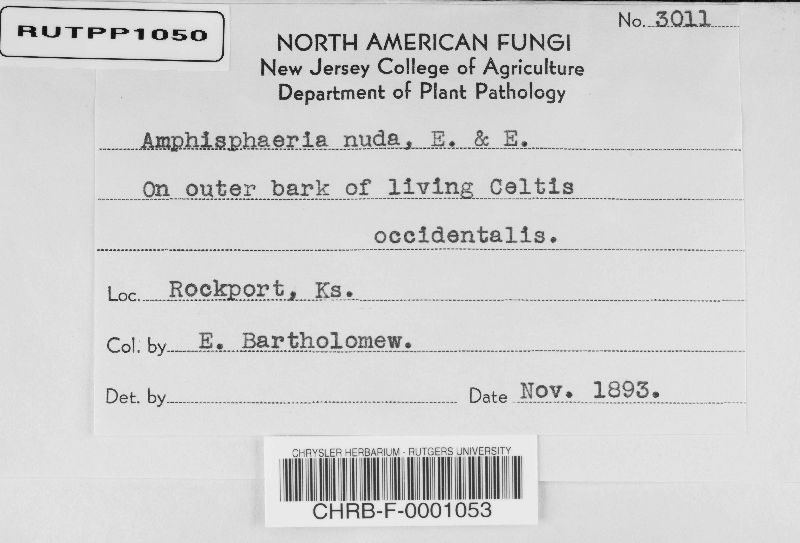 RUTPP1050
No. 3011
NORTH AMERICAN FUNGI
New Jersey College of Agriculture
Department of Plant Pathology
Amphisphaeria nuda, E. & E.
On outer bark of living Celtis
occidentalis.
Loc. Rockport, Ks.
Col. by E. Bartholomew.
Det. by Date Nov. 1893.
CHRYSLER HERBARIUM - RUTGERS UNIVERSITY
CHRB-F-0001053